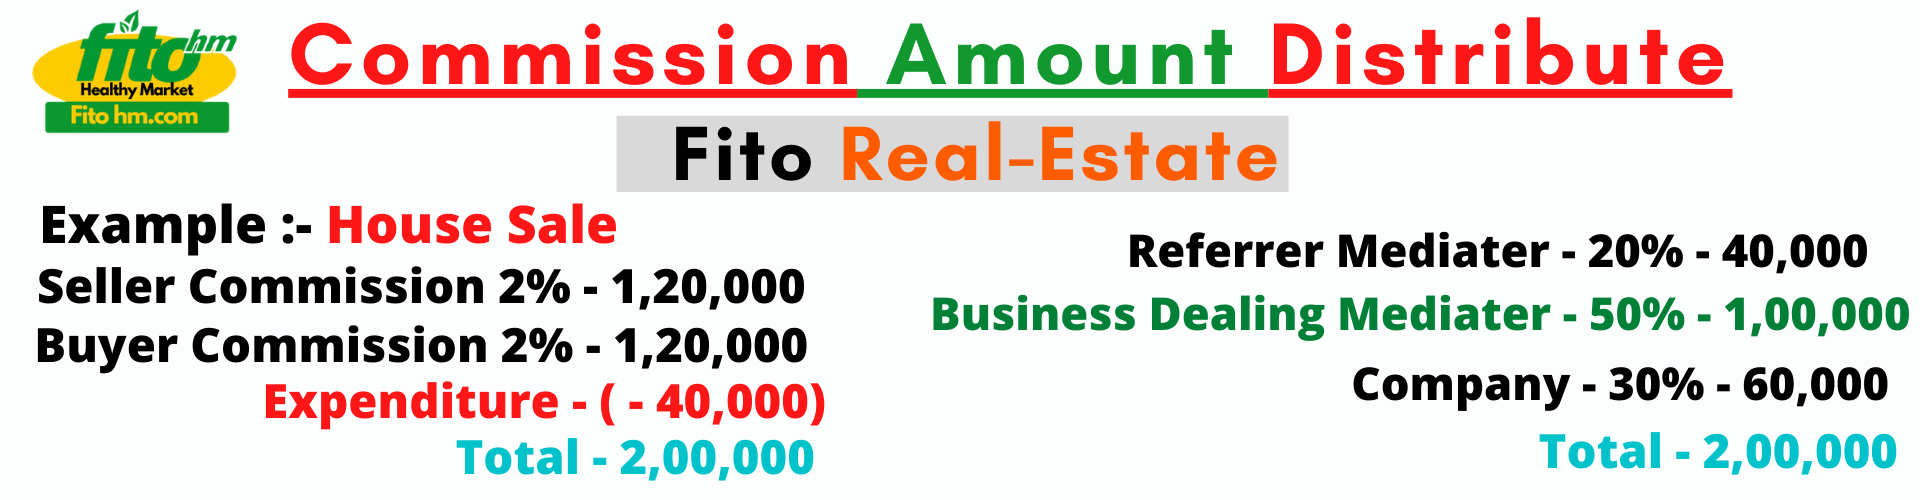 fito hm
Healthy Market
Fito hm.com
Commission Amount Distribute
Fito Real-Estate
Example :- House Sale
Seller Commission 2% - 1,20,000
Buyer Commission 2% - 1,20,000
Expenditure - ( - 40,000)
Total - 2,00,000
Referrer Mediater - 20% - 40,000
Business Dealing Mediater - 50% - 1,00,000
Company - 30% - 60,000
Total - 2,00,000